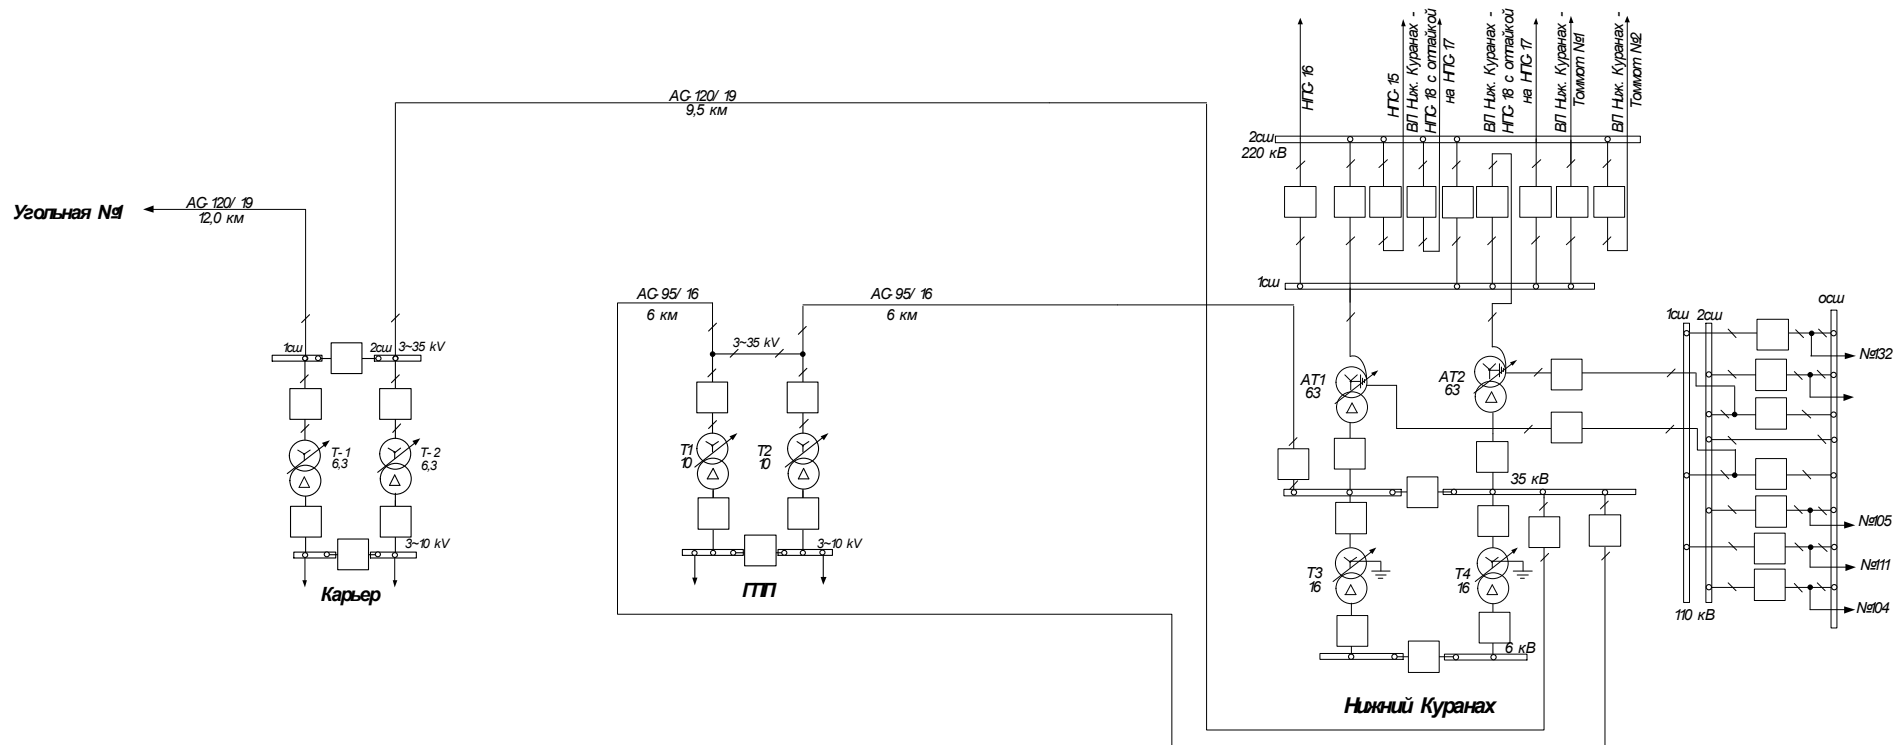 НПС-16
НПС-15
ВЛ Ниж. Куранах -
НПС-18 с отпайкой
на НПС-17
ВЛ Ниж. Куранах -
НПС-18 с отпайкой
на НПС-17
ВЛ Ниж. Куранах -
Томмот №1
ВЛ Ниж. Куранах -
Томмот №2
АС-120/19
9,5 км
2сш
220 кВ
Угольная №1
АС-120/19
12,0 км
1сш
АС-95/16
6 км
АС-95/16
6 км
1сш
2сш
осш
1сш
2сш
3~35 kV
3~35 kV
№132
АТ1
63
АТ2
63
Т-1
6,3
Т-2
6,3
Т1
10
Т2
10
35 кВ
№105
3~10 kV
3~10 kV
№111
Т3
16
Т4
16
Карьер
ГПП
№104
110 кВ
6 кВ
Нижний Куранах